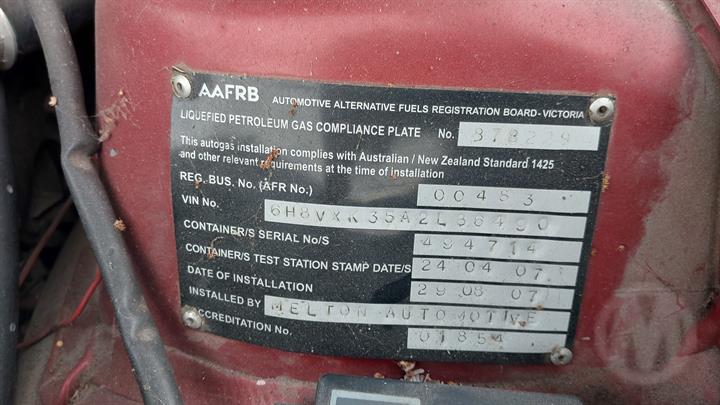 AAFRB AUTOMOTIVE ALTERNATIVE FUELS REGISTRATION BOARD-VICTORIA
LIQUEFIED PETROLEUM GAS COMPLIANCE PLATE No. 378229
This autogas installation complies with Australian / New Zealand Standard 1425
and other relevant requirements at the time of installation
REG. BUS. No. (AFR No.) 00483
VIN No. 6H8VXK35A2L36490
CONTAINER/S SERIAL No/S 494714
CONTAINER/S TEST STATION STAMP DATE/S 24 04 07
DATE OF INSTALLATION 29 08 07
INSTALLED BY MELTON AUTOMOTIVE
ACCREDITATION No. 01854
M